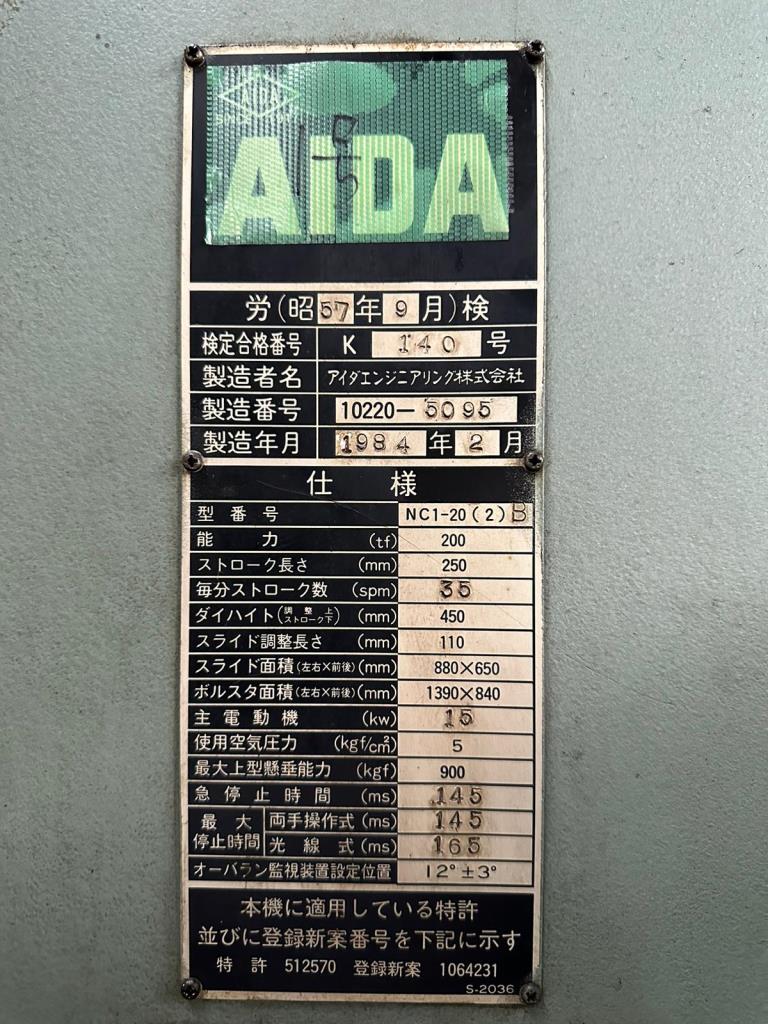 AIDA
AIDA
1号
労(昭57年9月)検
検定合格番号 K 140 号
製造者名 アイダエンジニアリング株式会社
製造番号 10220-5095
製造年月 1984年2月
仕様
型番号 NC1-20(2)B
能力 (tf) 200
ストローク長さ (mm) 250
毎分ストローク数 (spm) 35
ダイハイト(調整上ストローク下) (mm) 450
スライド調整長さ (mm) 110
スライド面積(左右×前後)(mm) 880×650
ボルスタ面積(左右×前後)(mm) 1390×840
主電動機 (kw) 15
使用空気圧力 (kgf/cm²) 5
最大上型懸垂能力 (kgf) 900
急停止時間 (ms) 145
最大停止時間 両手操作式 (ms) 145
光線式 (ms) 165
オーバラン監視装置設定位置 12°±3°
本機に適用している特許
並びに登録新案番号を下記に示す
特許 512570 登録新案 1064231
S-2036